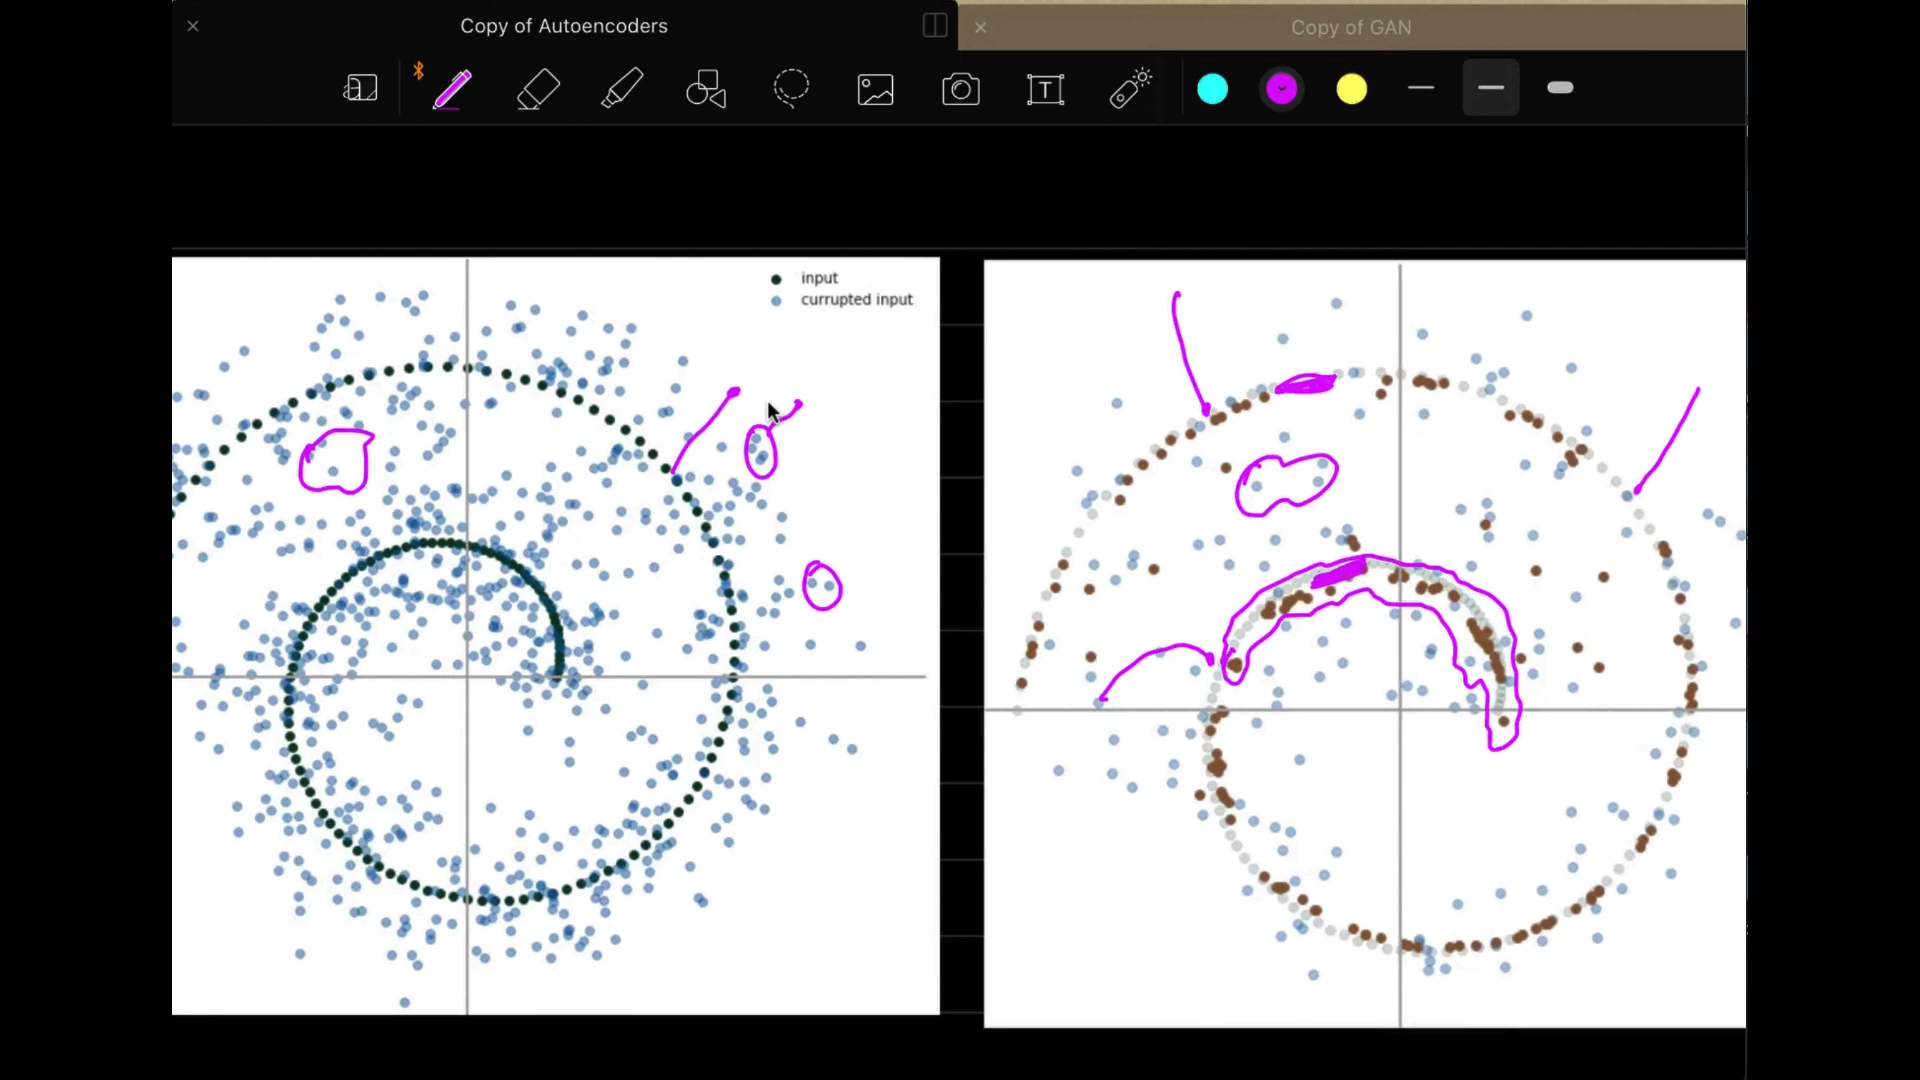 Copy of Autoencoders
Copy of GAN
T
input
currupted input